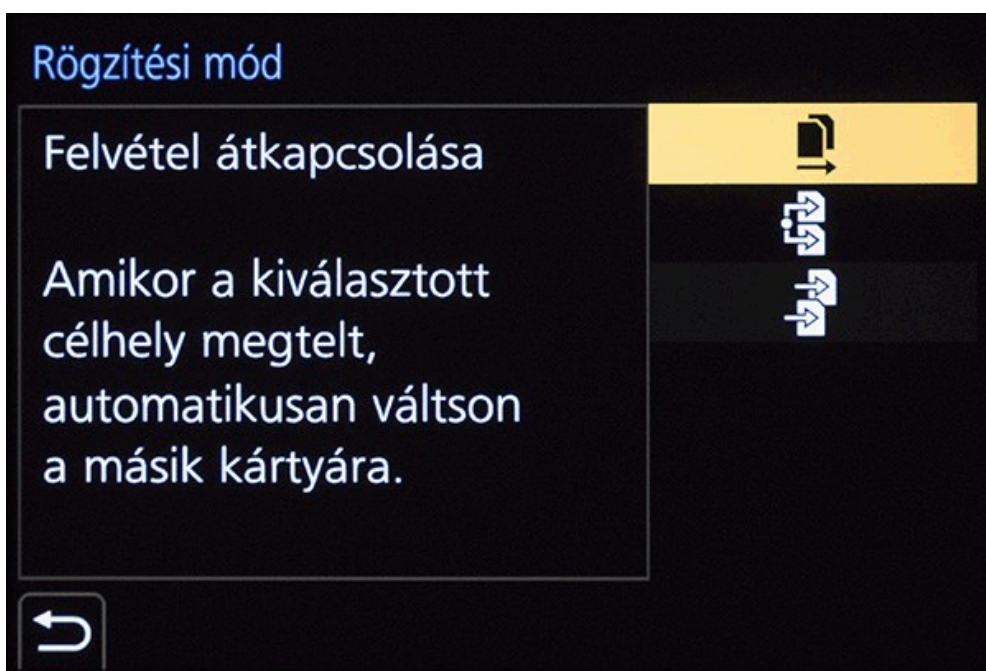 Rögzítési mód
Felvétel átkapcsolása
Amikor a kiválasztott
célhely megtelt,
automatikusan váltson
a másik kártyára.